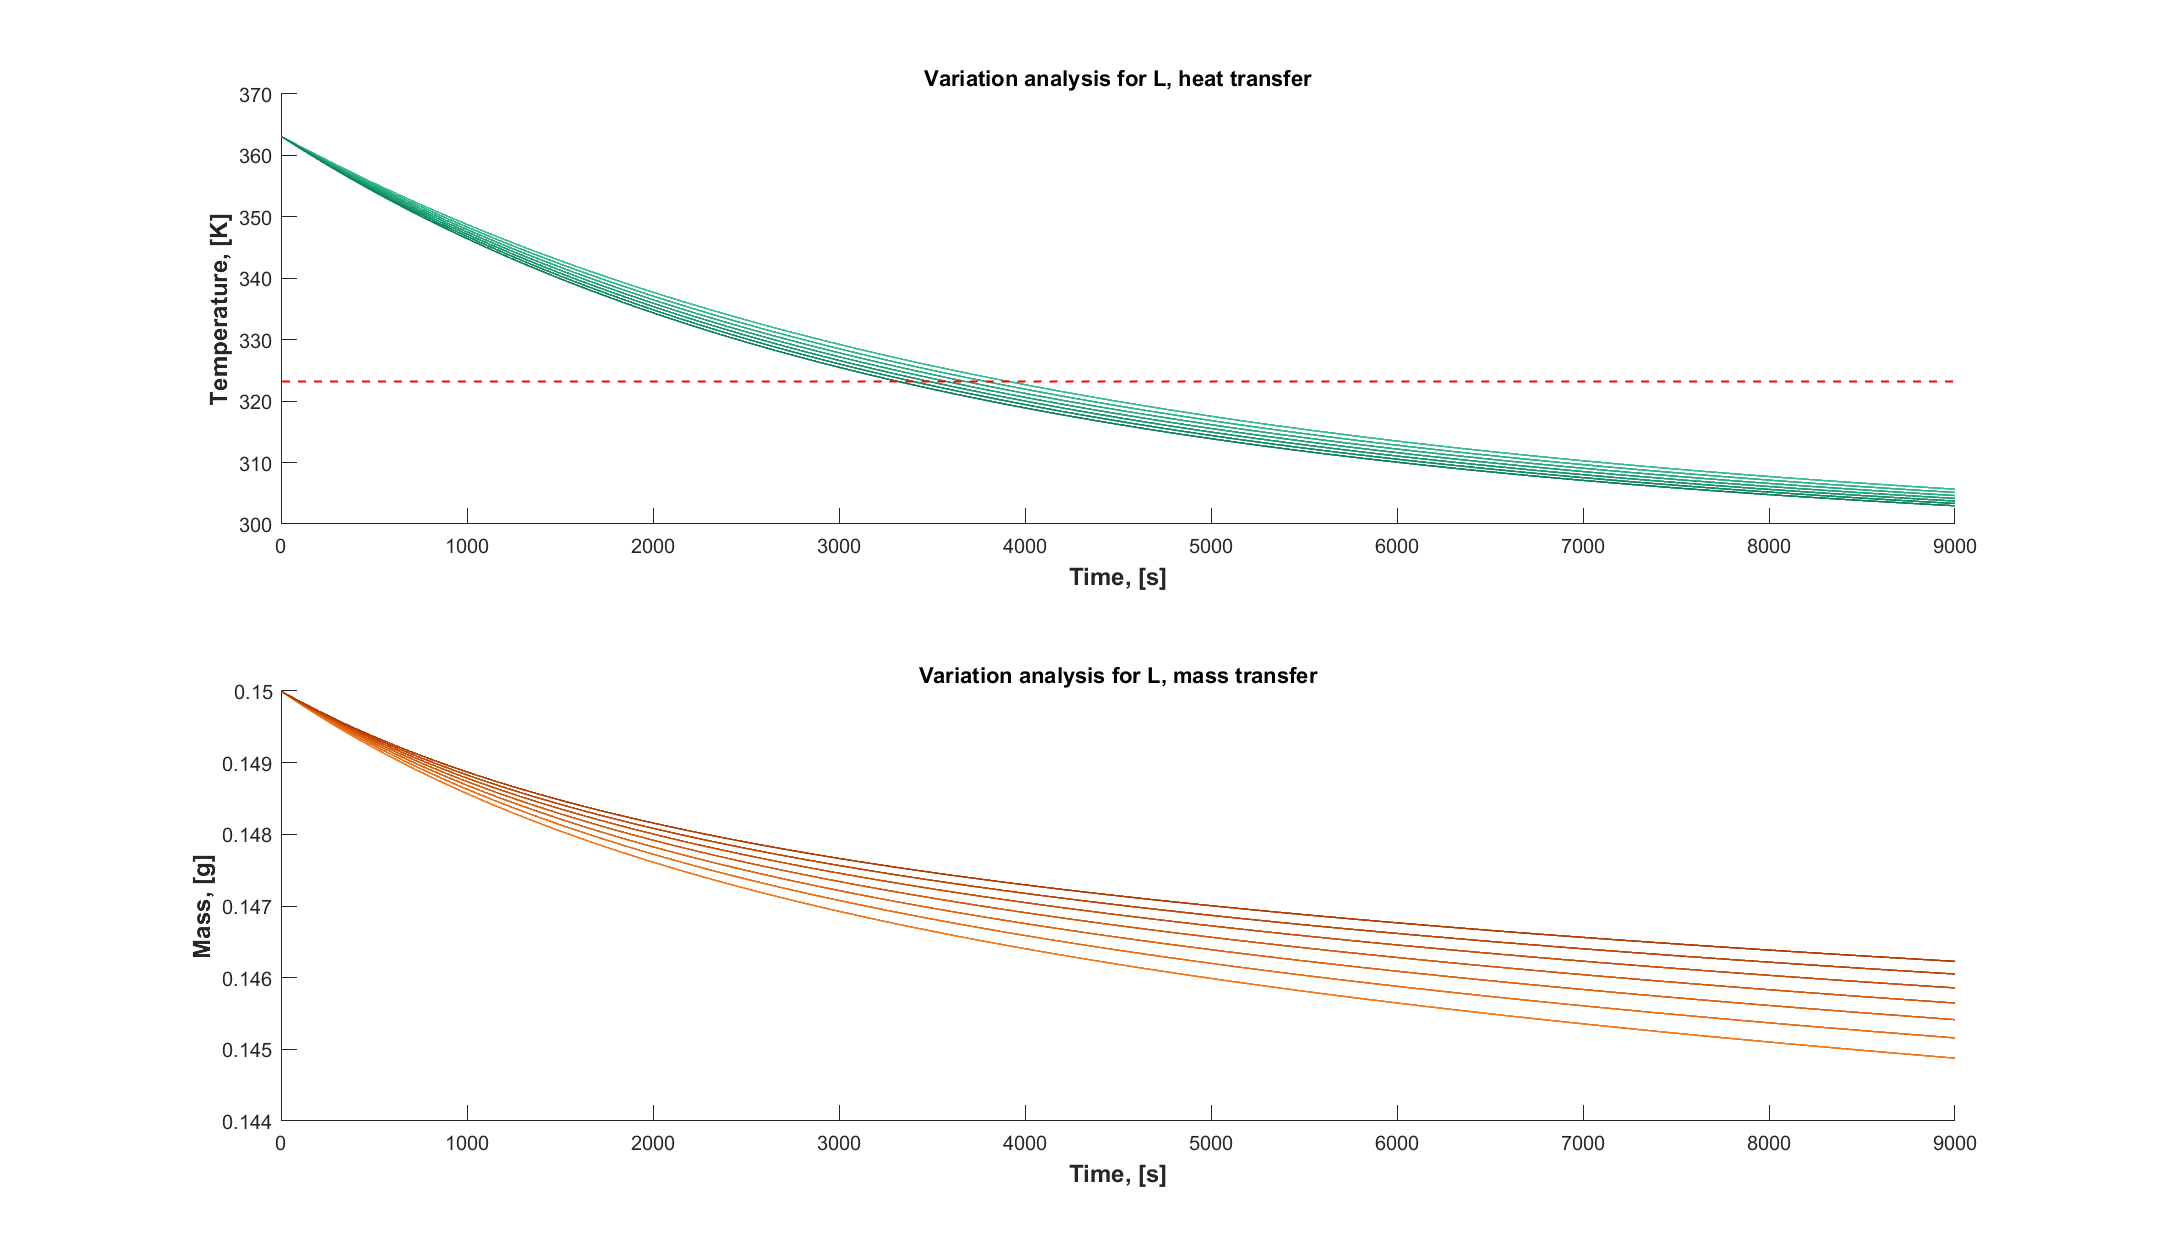 Variation analysis for L, heat transfer
370
360
350
340
330
320
310
300
Temperature, [K]
0 1000 2000 3000 4000 5000 6000 7000 8000 9000
Time, [s]
Variation analysis for L, mass transfer
0.15
0.149
0.148
0.147
0.146
0.145
0.144
Mass, [g]
0 1000 2000 3000 4000 5000 6000 7000 8000 9000
Time, [s]